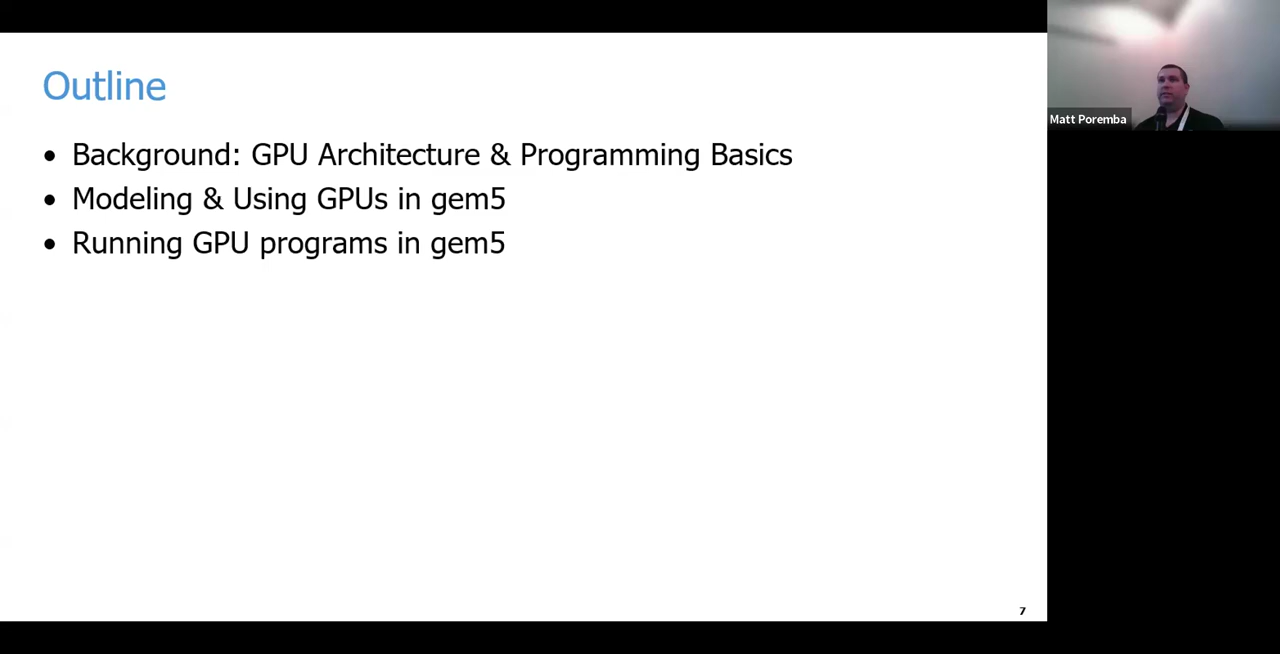 Outline
• Background: GPU Architecture & Programming Basics
• Modeling & Using GPUs in gem5
• Running GPU programs in gem5
7
Matt Poremba